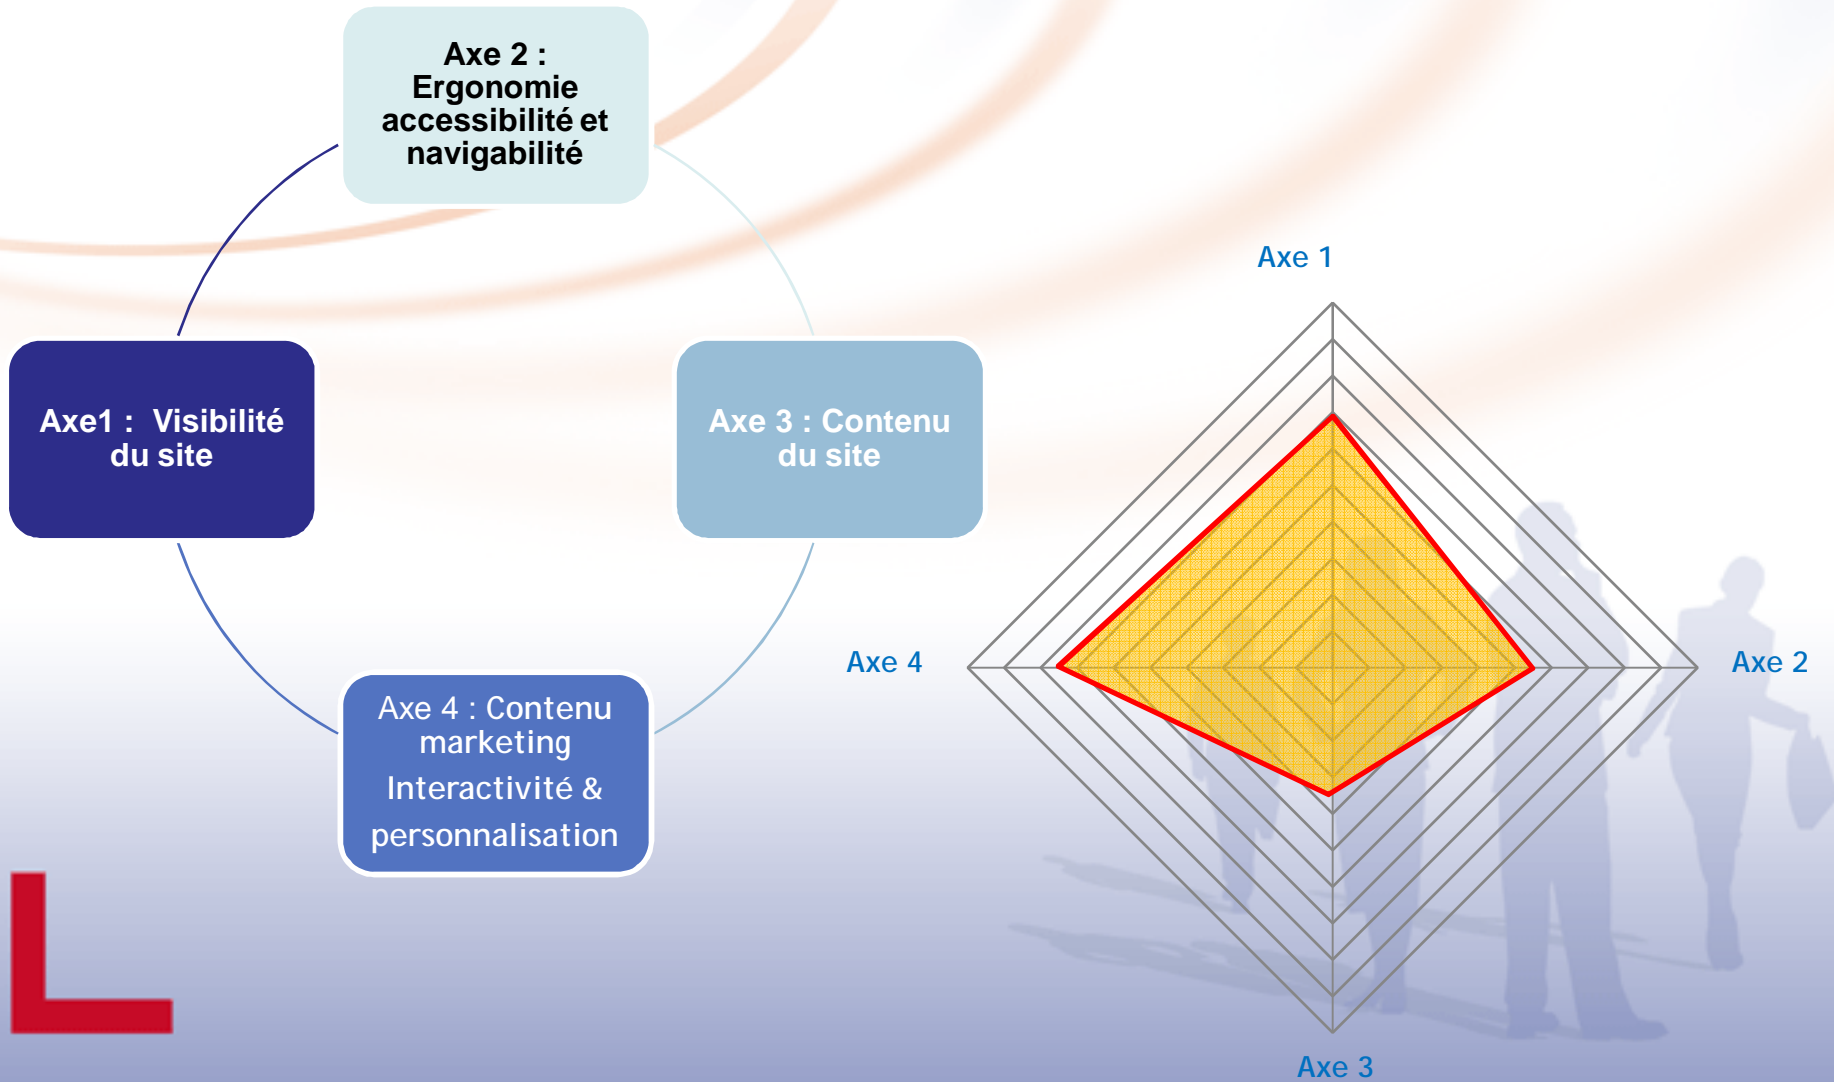 Axe 2 :
Ergonomie
accessibilité et
navigabilité
Axe1 :  Visibilité
du site
Axe 3 : Contenu
du site
Axe 4 : Contenu
marketing
Interactivité &
personnalisation
Axe 1
Axe 4
Axe 2
Axe 3